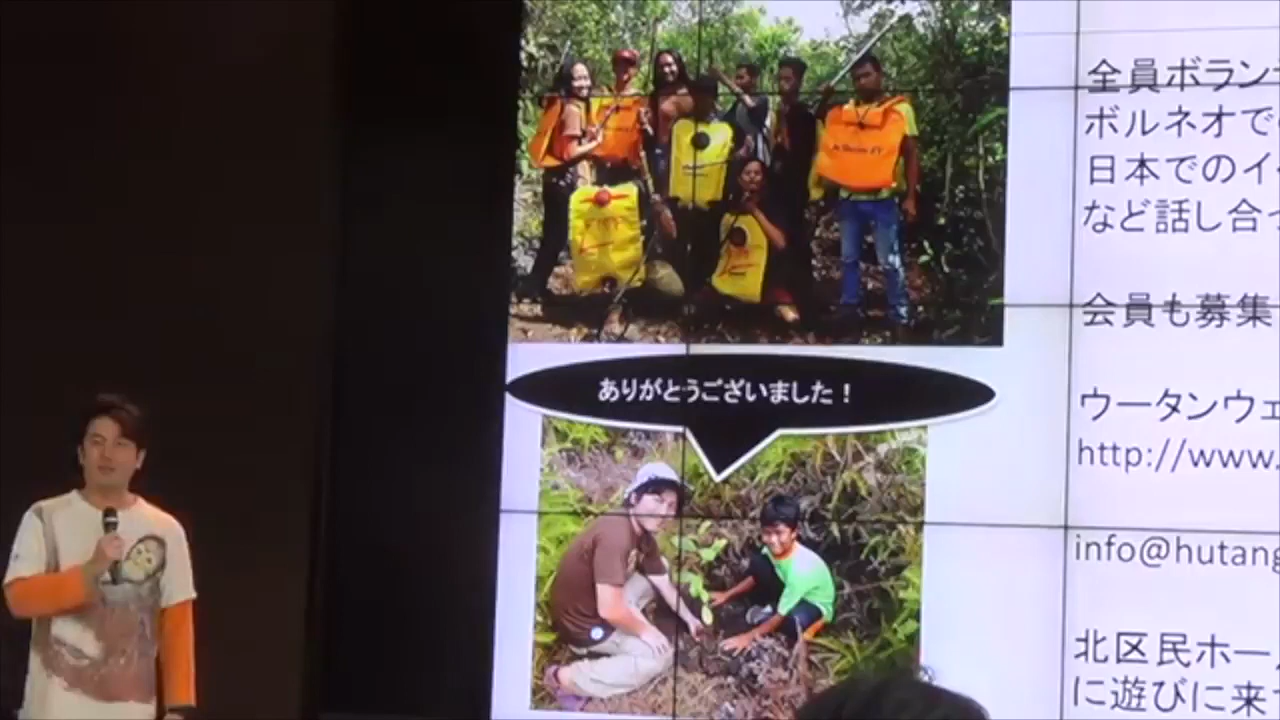 ありがとうございました！
全員ボラン
ボルネオで
日本でのイ
など話し合
会員も募集
ウータンウェ
http://www.
info@hutang
北区民ホー
に遊びに来